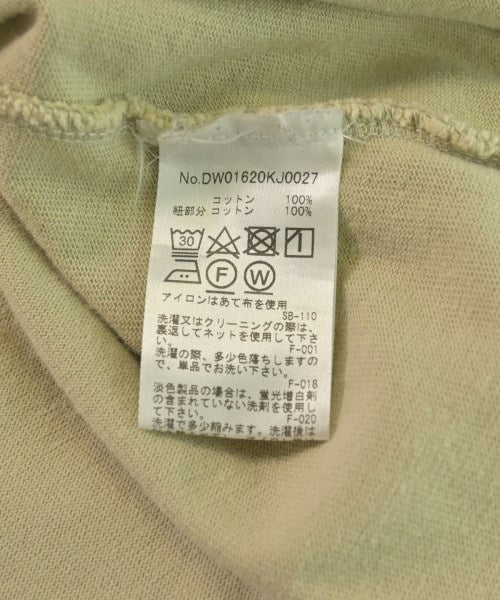 No.DW01620KJ0027
コットン 100%
紐部分 コットン 100%
30
F W
アイロンはあて布を使用
SB-110
洗濯又はクリーニングの際は、
裏返してネットを使用して下さ
い。
F-001
洗濯の際、多少色落ちしますの
で、単品でお洗い下さい。
F-018
淡色製品の場合は、蛍光増白剤
の含まれていない洗剤を使用し
て下さい。
F-020
洗濯で多少縮みます。洗濯後は